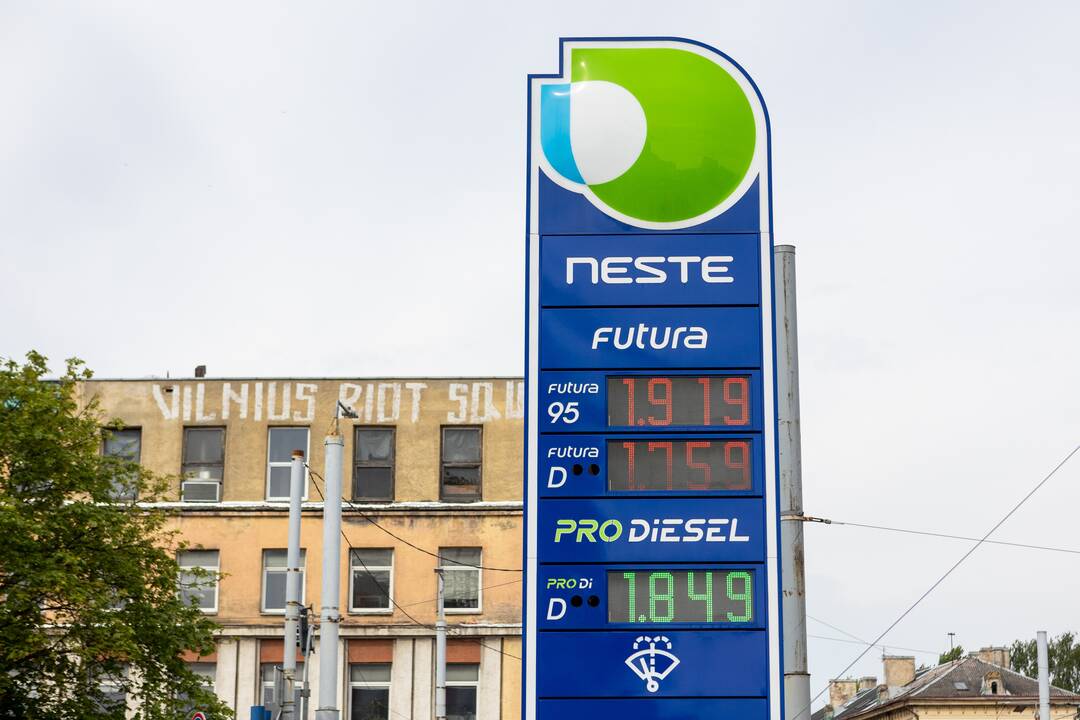 VILNIUS RIOT SQU
NESTE
Futura
Futura
95
1.919
Futura
D
1.759
PRO DIESEL
PRO DI
D
1.849